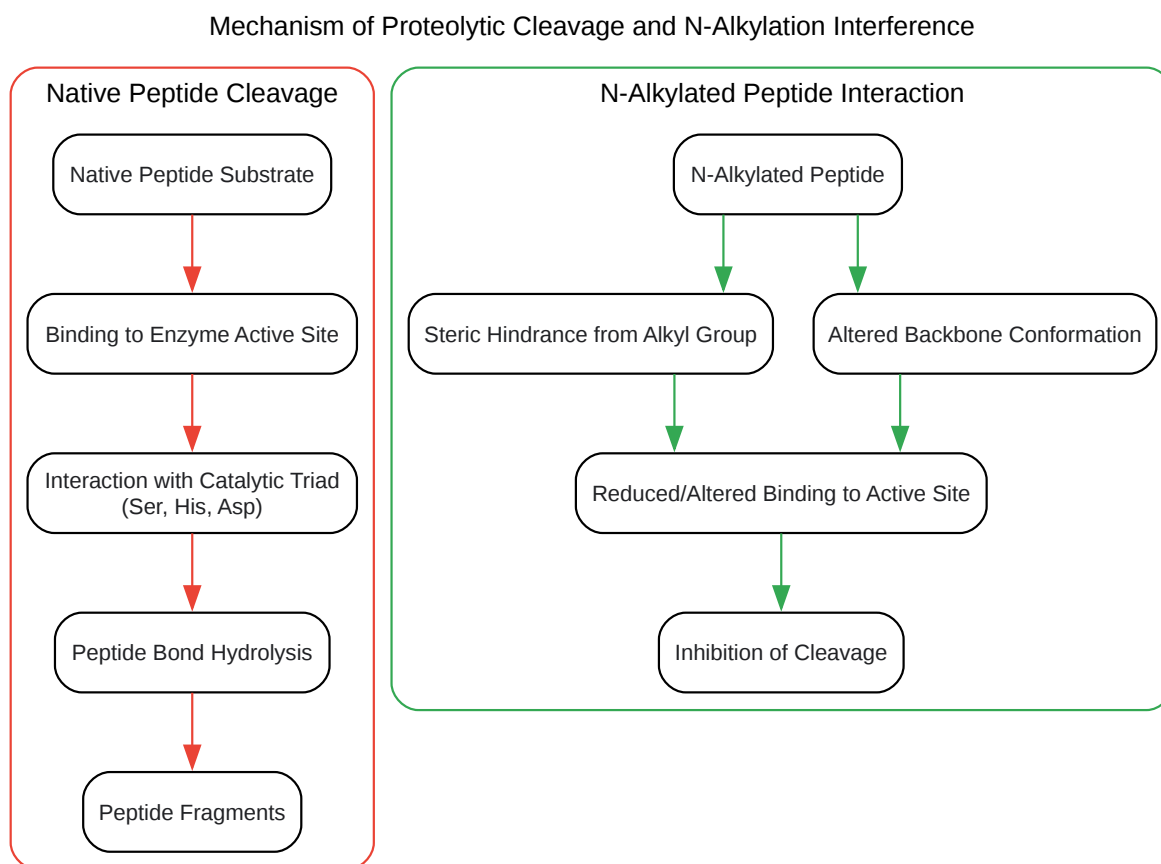 Mechanism of Proteolytic Cleavage and N-Alkylation Interference
Native Peptide Cleavage
Native Peptide Substrate
Binding to Enzyme Active Site
Interaction with Catalytic Triad
(Ser, His, Asp)
Peptide Bond Hydrolysis
Peptide Fragments
N-Alkylated Peptide Interaction
N-Alkylated Peptide
Steric Hindrance from Alkyl Group
Altered Backbone Conformation
Reduced/Altered Binding to Active Site
Inhibition of Cleavage